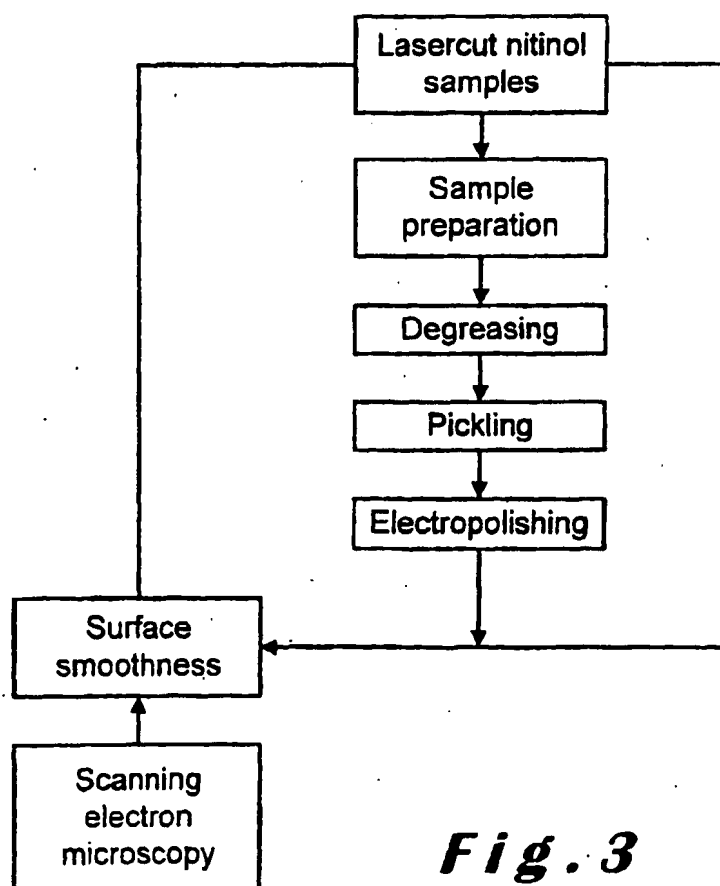 Lasercut nitinol
samples
Sample
preparation
Degreasing
Pickling
Electropolishing
Surface
smoothness
Scanning
electron
microscopy
Fig.3